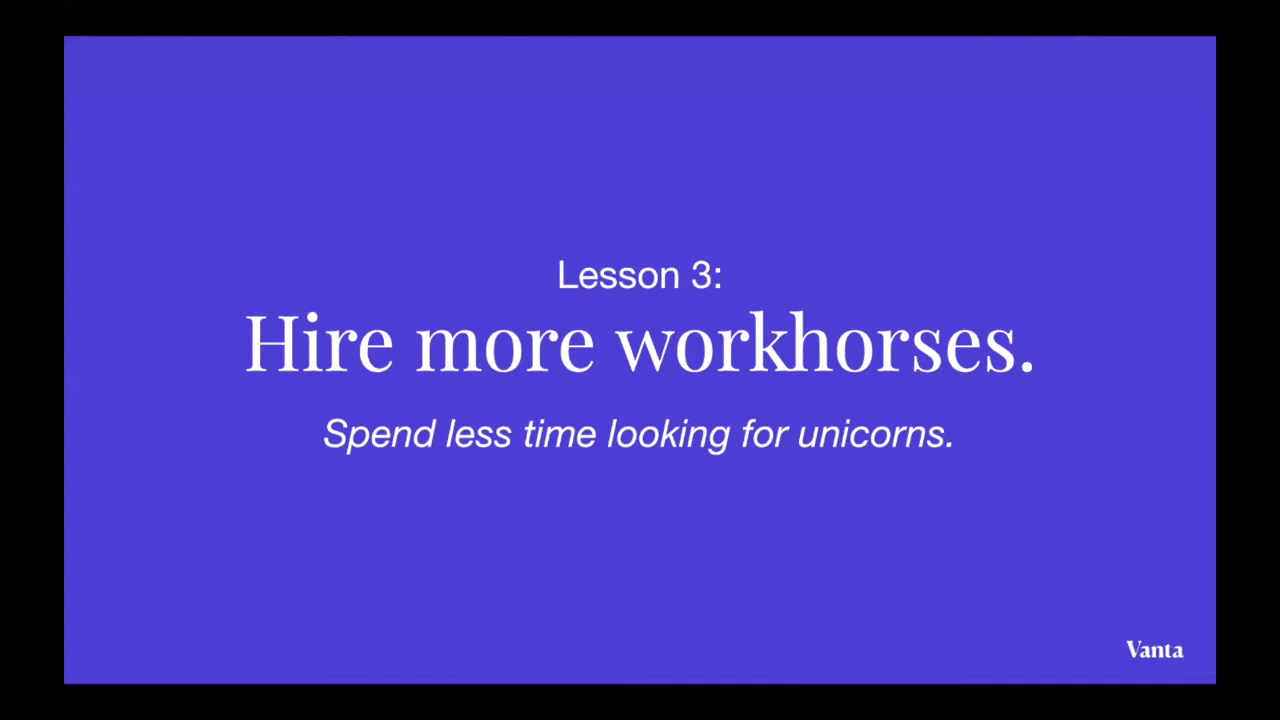 Lesson 3:
Hire more workhorses.
Spend less time looking for unicorns.
Vanta